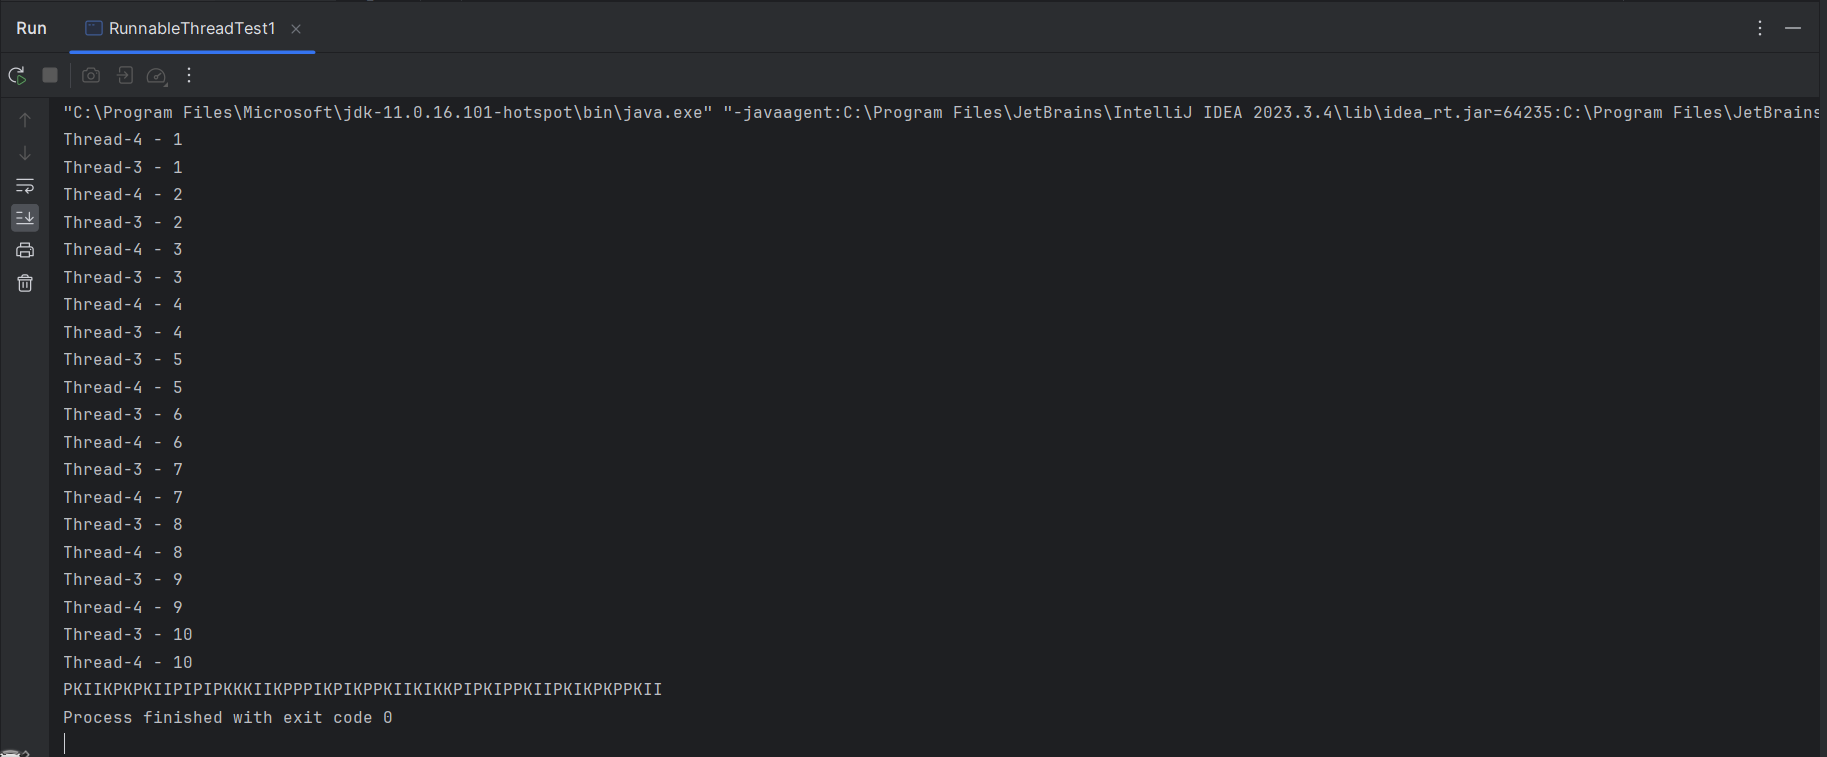 Run
RunnableThreadTest1
"C:\Program Files\Microsoft\jdk-11.0.16.101-hotspot\bin\java.exe" "-javaagent:C:\Program Files\JetBrains\IntelliJ IDEA 2023.3.4\lib\idea_rt.jar=64235:C:\Program Files\JetBrains
Thread-4 - 1
Thread-3 - 1
Thread-4 - 2
Thread-3 - 2
Thread-4 - 3
Thread-3 - 3
Thread-4 - 4
Thread-3 - 4
Thread-3 - 5
Thread-4 - 5
Thread-3 - 6
Thread-4 - 6
Thread-3 - 7
Thread-4 - 7
Thread-3 - 8
Thread-4 - 8
Thread-3 - 9
Thread-4 - 9
Thread-3 - 10
Thread-4 - 10
PKIIKPKPKIIPIPIPKKKIIKPPPIKPIKPPKIIKIKKPIPKIPPKIIPKIKPKPPKII
Process finished with exit code 0